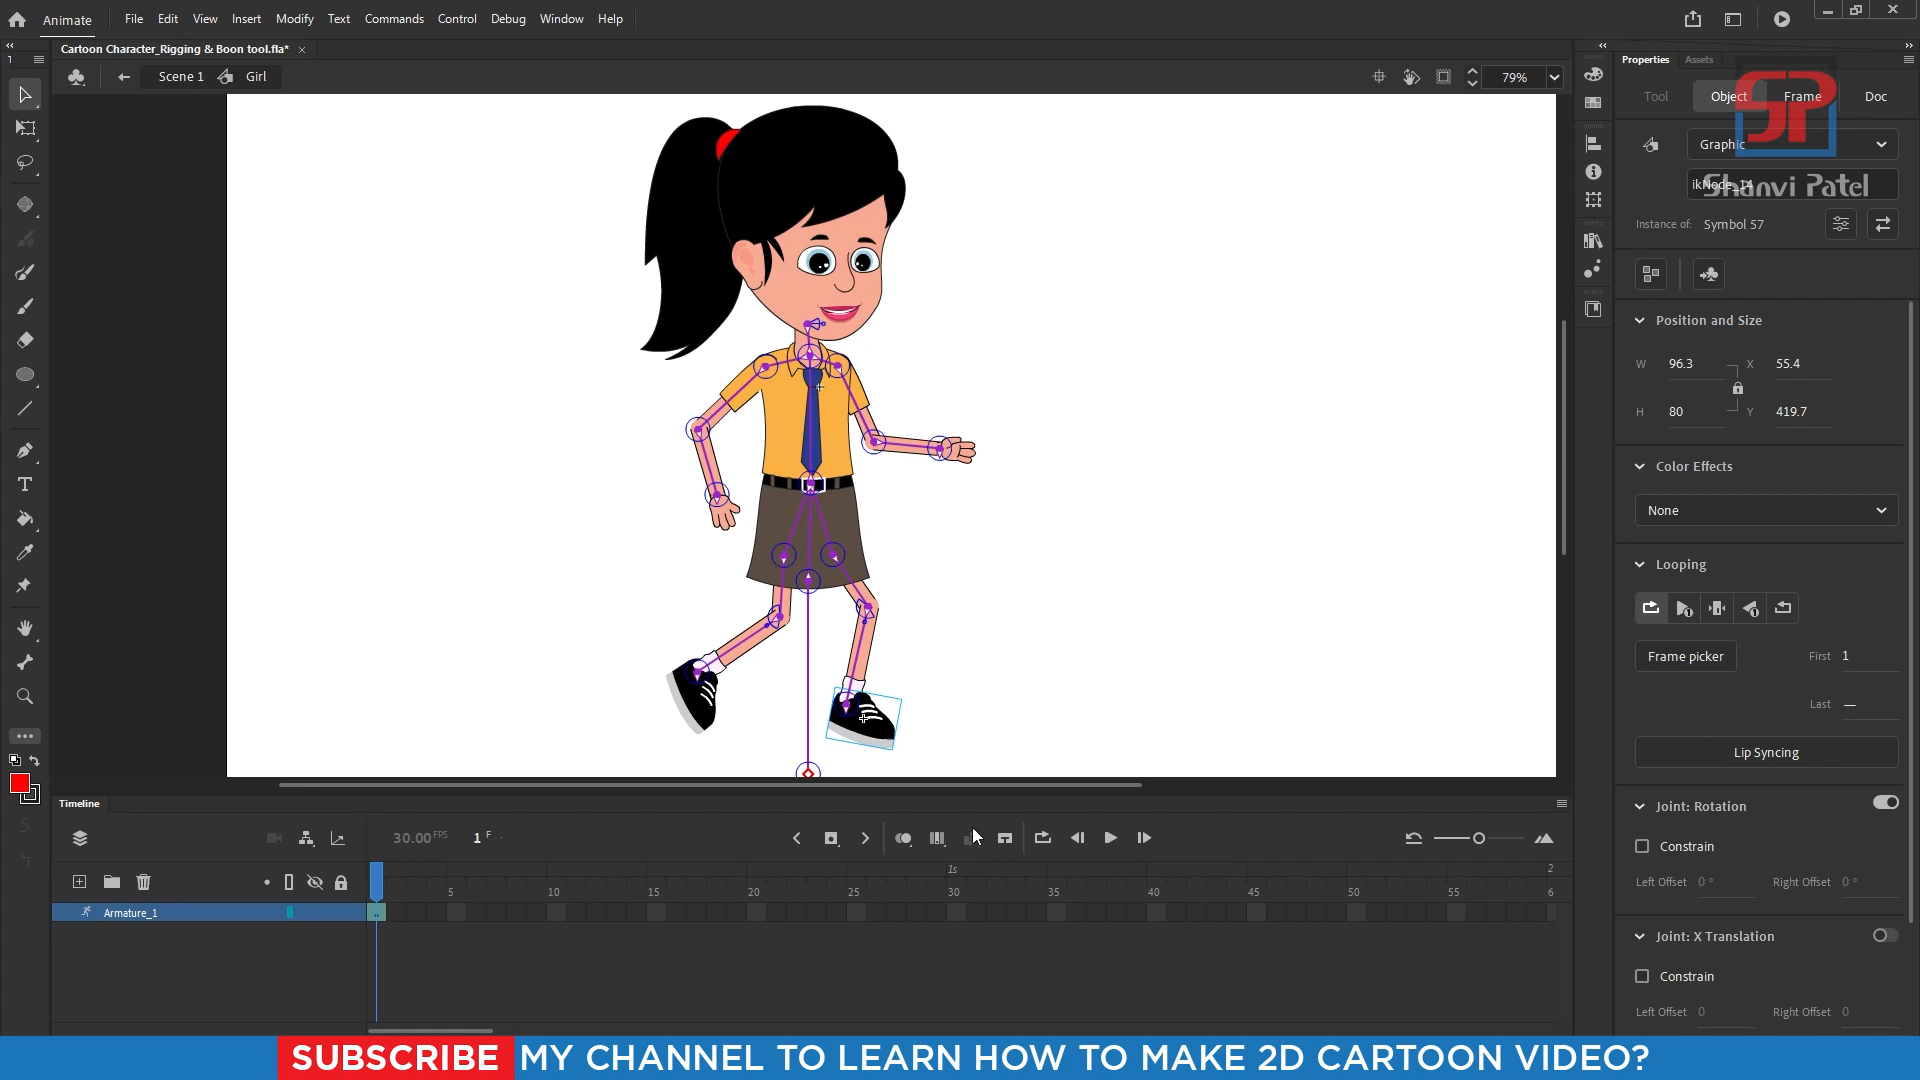 Animate File Edit View Insert Modify Text Commands Control Debug Window Help
Cartoon Character_Rigging & Boon tool.fla* ×
Scene 1 Girl 79%
Properties Assets
Tool Object Frame Doc
Graphic
ikNode_14
Shanvi Patel
Instance of: Symbol 57
Position and Size
W 96.3 X 55.4
H 80 Y 419.7
Color Effects
None
Looping
Frame picker First 1
Last —
Lip Syncing
Joint: Rotation
Constrain
Left Offset 0 ° Right Offset 0 °
Joint: X Translation
Constrain
Left Offset 0 Right Offset 0
Timeline
30.00 FPS 1 F
1s 2
5 10 15 20 25 30 35 40 45 50 55 6
Armature_1
SUBSCRIBE MY CHANNEL TO LEARN HOW TO MAKE 2D CARTOON VIDEO?